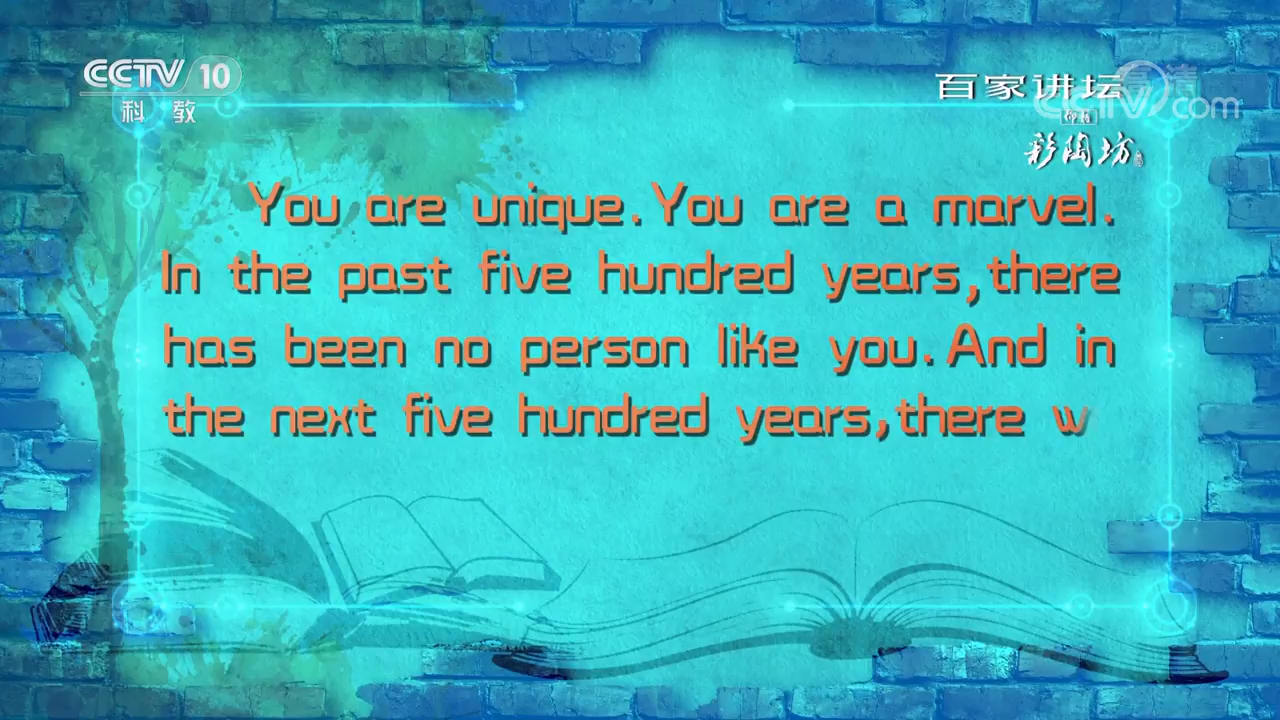 CCTV 10
科教
百家讲坛
高清
CCTV.com
彩陶坊
You are unique.You are a marvel.
In the past five hundred years,there
has been no person like you.And in
the next five hundred years,there w